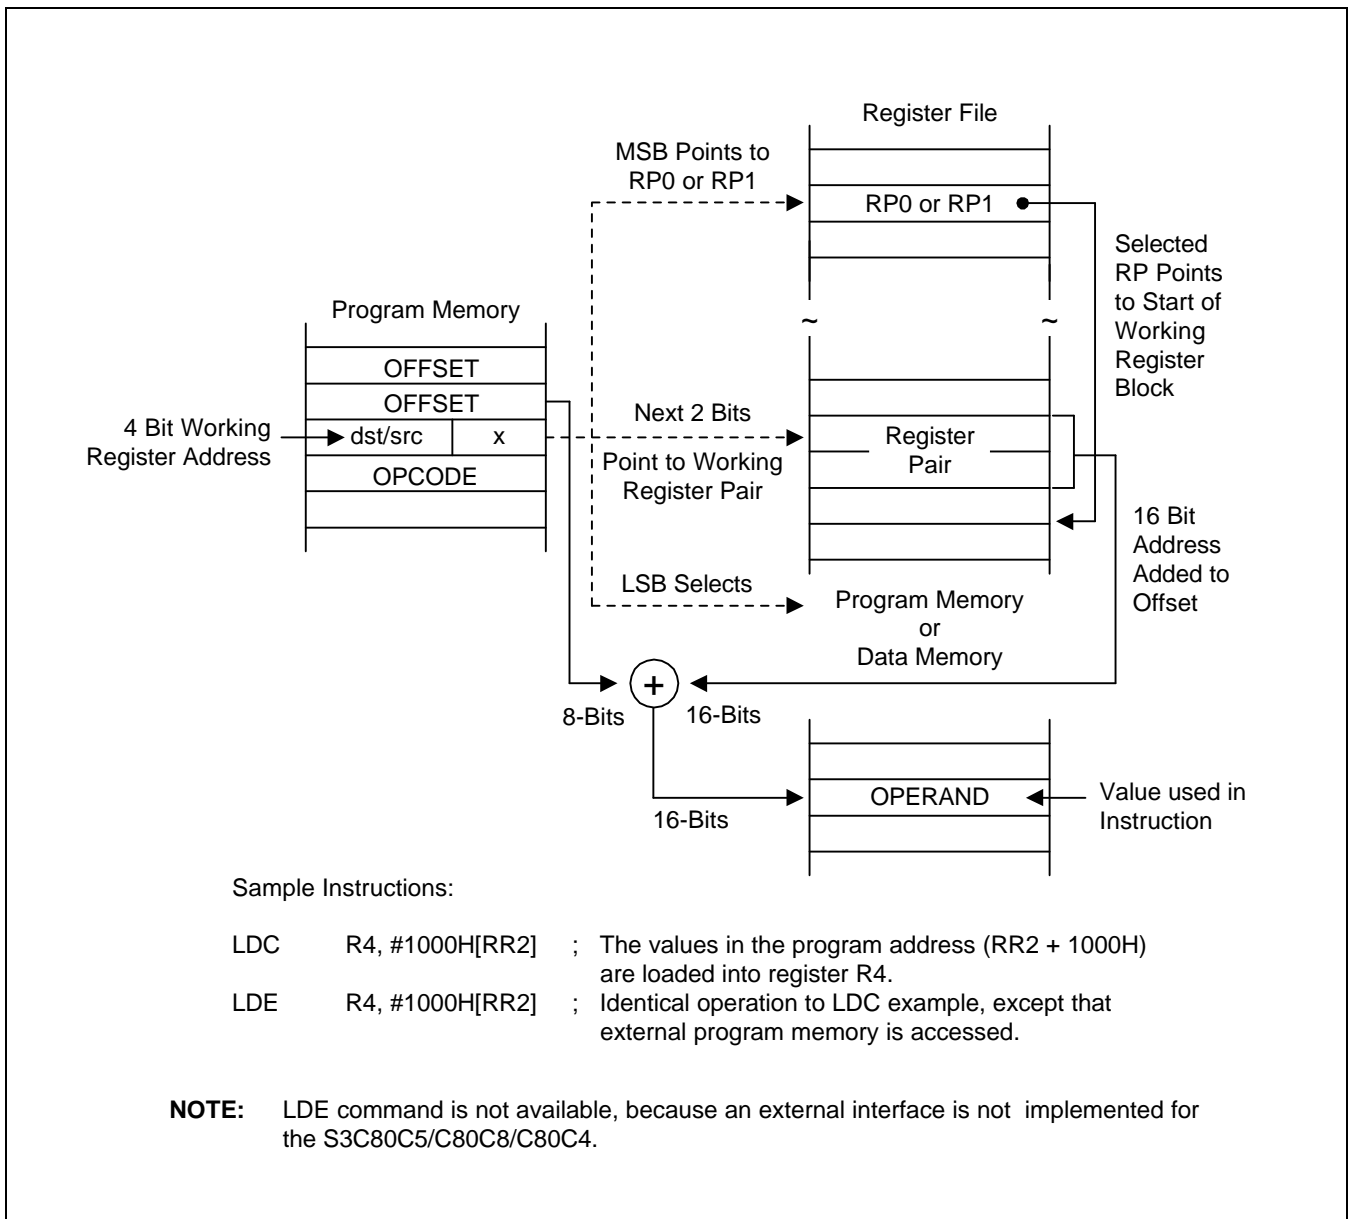 Register File
MSB Points to
RP0 or RP1
RP0 or RP1
Selected
RP Points
to Start of
Working
Register
Block
~
~
Program Memory
OFFSET
OFFSET
4 Bit Working
Register Address
dst/src
x
OPCODE
Next 2 Bits
Point to Working
Register Pair
Register
Pair
16 Bit
Address
Added to
Offset
LSB Selects
Program Memory
or
Data Memory
+
8-Bits
16-Bits
16-Bits
OPERAND
Value used in
Instruction
Sample Instructions:
LDC R4, #1000H[RR2] ; The values in the program address (RR2 + 1000H)
are loaded into register R4.
LDE R4, #1000H[RR2] ; Identical operation to LDC example, except that
external program memory is accessed.
NOTE: LDE command is not available, because an external interface is not implemented for
the S3C80C5/C80C8/C80C4.